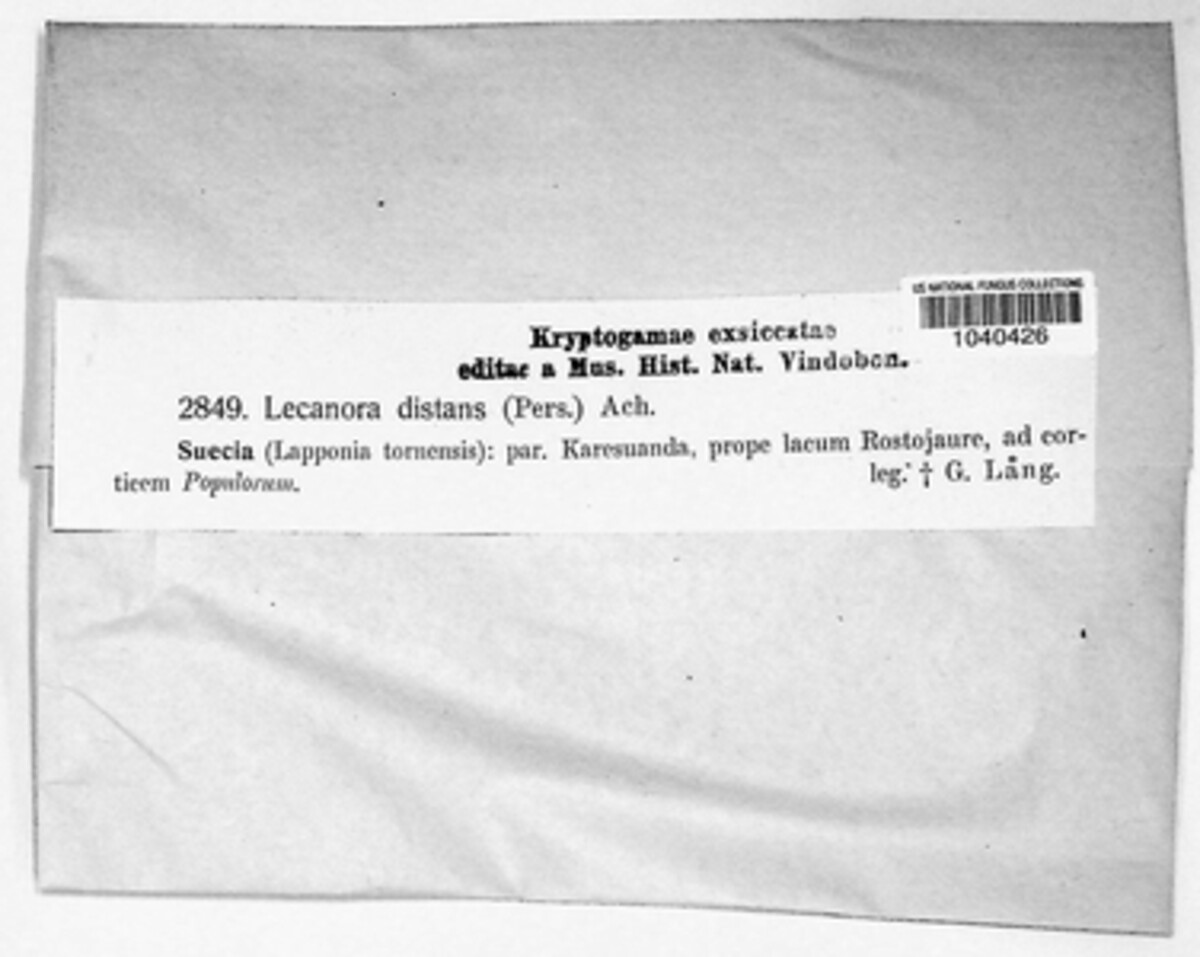 US NATIONAL FUNGUS COLLECTIONS
1040426
Kryptogamae exsiccatae
editae a Mus. Hist. Nat. Vindobon.
2849. Lecanora distans (Pers.) Ach.
Suecia (Lapponia tornensis): par. Karesuanda, prope lacum Rostojaure, ad cor-
ticem Populorum.
leg. † G. Lång.